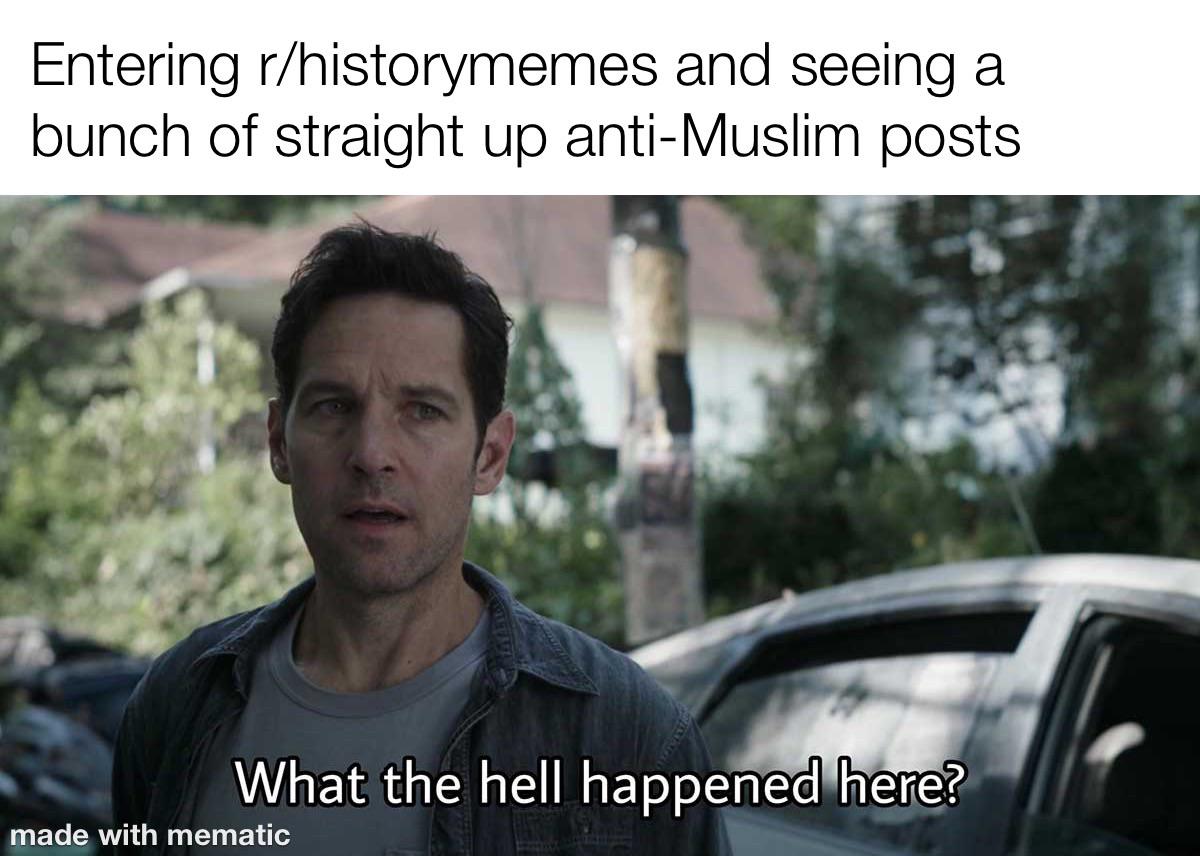 Entering r/historymemes and seeing a
bunch of straight up anti-Muslim posts
What the hell happened here?
made with mematic